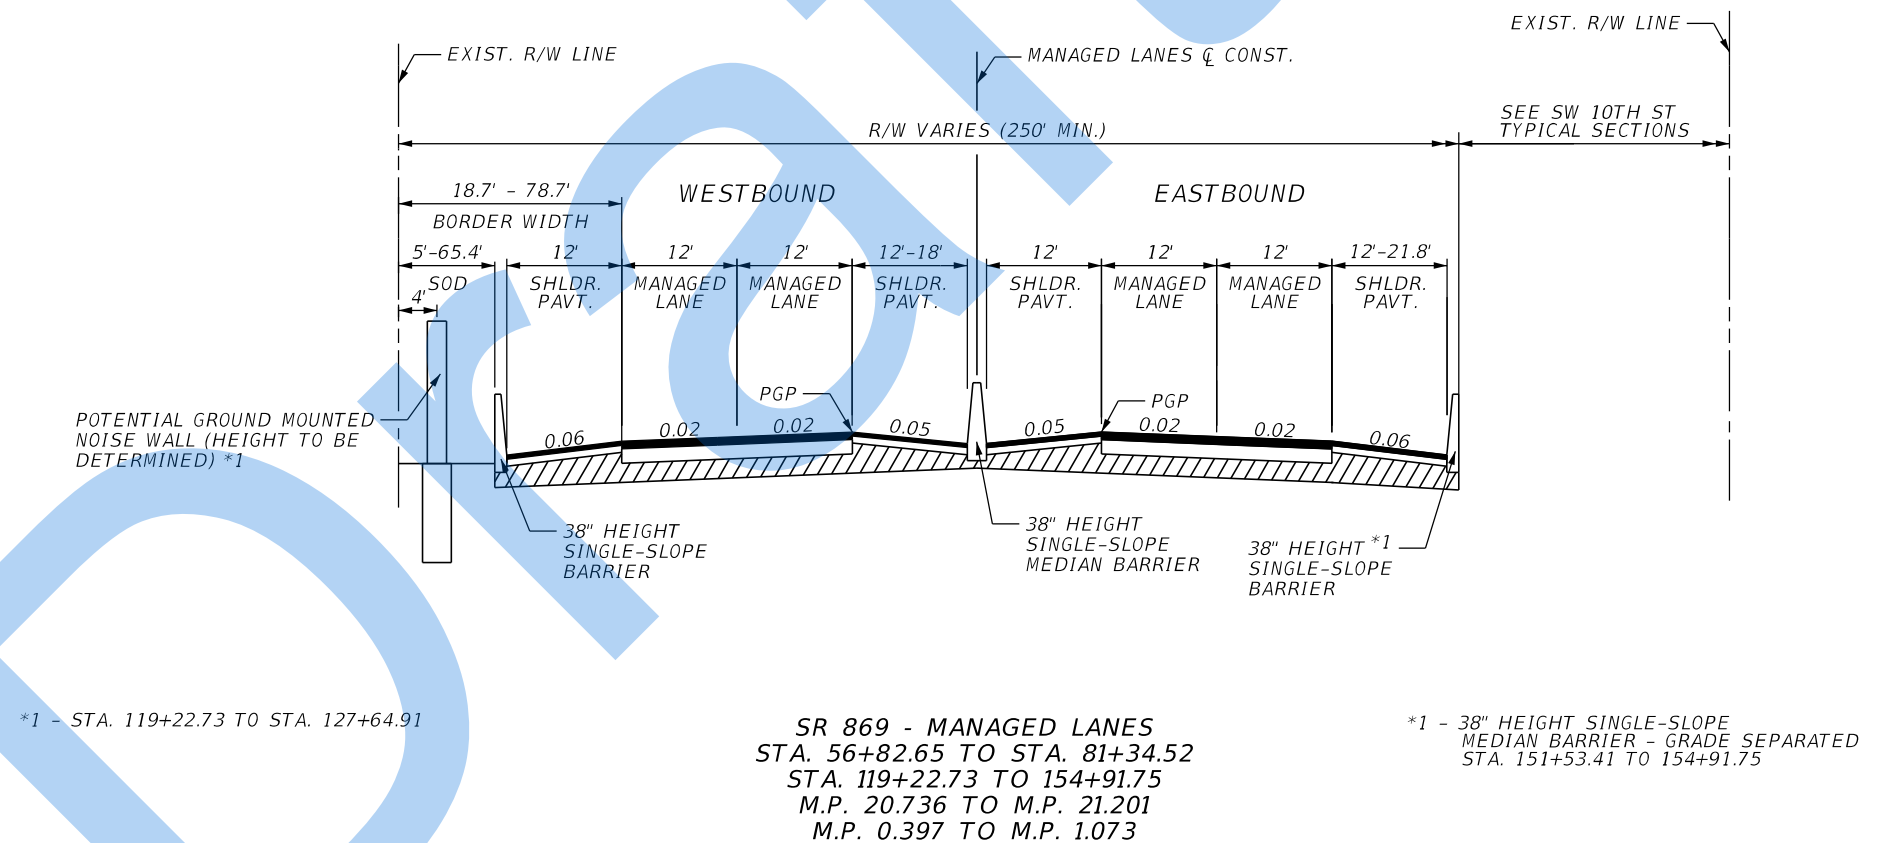 EXIST. R/W LINE
EXIST. R/W LINE
MANAGED LANES ℄ CONST.
SEE SW 10TH ST
TYPICAL SECTIONS
R/W VARIES (250' MIN.)
18.7' - 78.7'
BORDER WIDTH
WESTBOUND
EASTBOUND
5'-65.4'
SOD
4'
12'
SHLDR.
PAVT.
12'
MANAGED
LANE
12'
MANAGED
LANE
12'-18'
SHLDR.
PAVT.
12'
SHLDR.
PAVT.
12'
MANAGED
LANE
12'
MANAGED
LANE
12'-21.8'
SHLDR.
PAVT.
PGP
PGP
POTENTIAL GROUND MOUNTED
NOISE WALL (HEIGHT TO BE
DETERMINED) *1
0.06
0.02
0.02
0.05
0.05
0.02
0.02
0.06
38" HEIGHT
SINGLE-SLOPE
BARRIER
38" HEIGHT
SINGLE-SLOPE
MEDIAN BARRIER
38" HEIGHT *1
SINGLE-SLOPE
BARRIER
*1 - STA. 119+22.73 TO STA. 127+64.91
SR 869 - MANAGED LANES
STA. 56+82.65 TO STA. 81+34.52
STA. 119+22.73 TO 154+91.75
M.P. 20.736 TO M.P. 21.201
M.P. 0.397 TO M.P. 1.073
*1 - 38" HEIGHT SINGLE-SLOPE
MEDIAN BARRIER - GRADE SEPARATED
STA. 151+53.41 TO 154+91.75
Draft